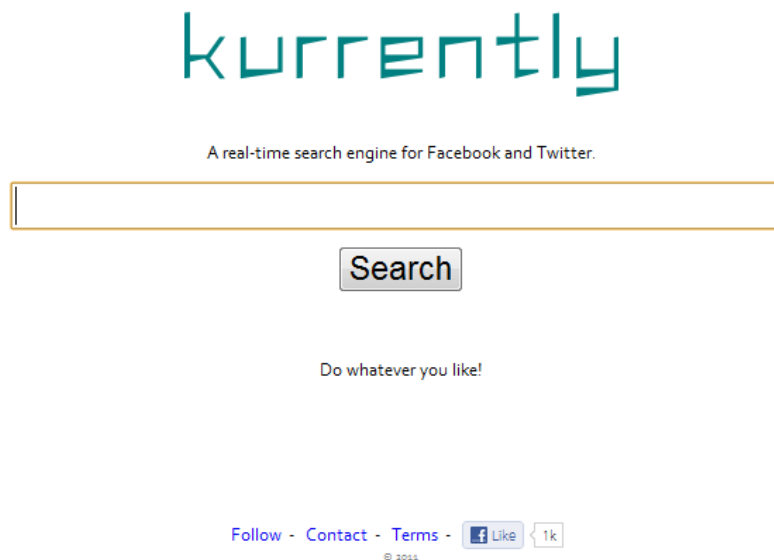 kurrently
A real-time search engine for Facebook and Twitter.
Search
Do whatever you like!
Follow - Contact - Terms - Like 1k
© 2011